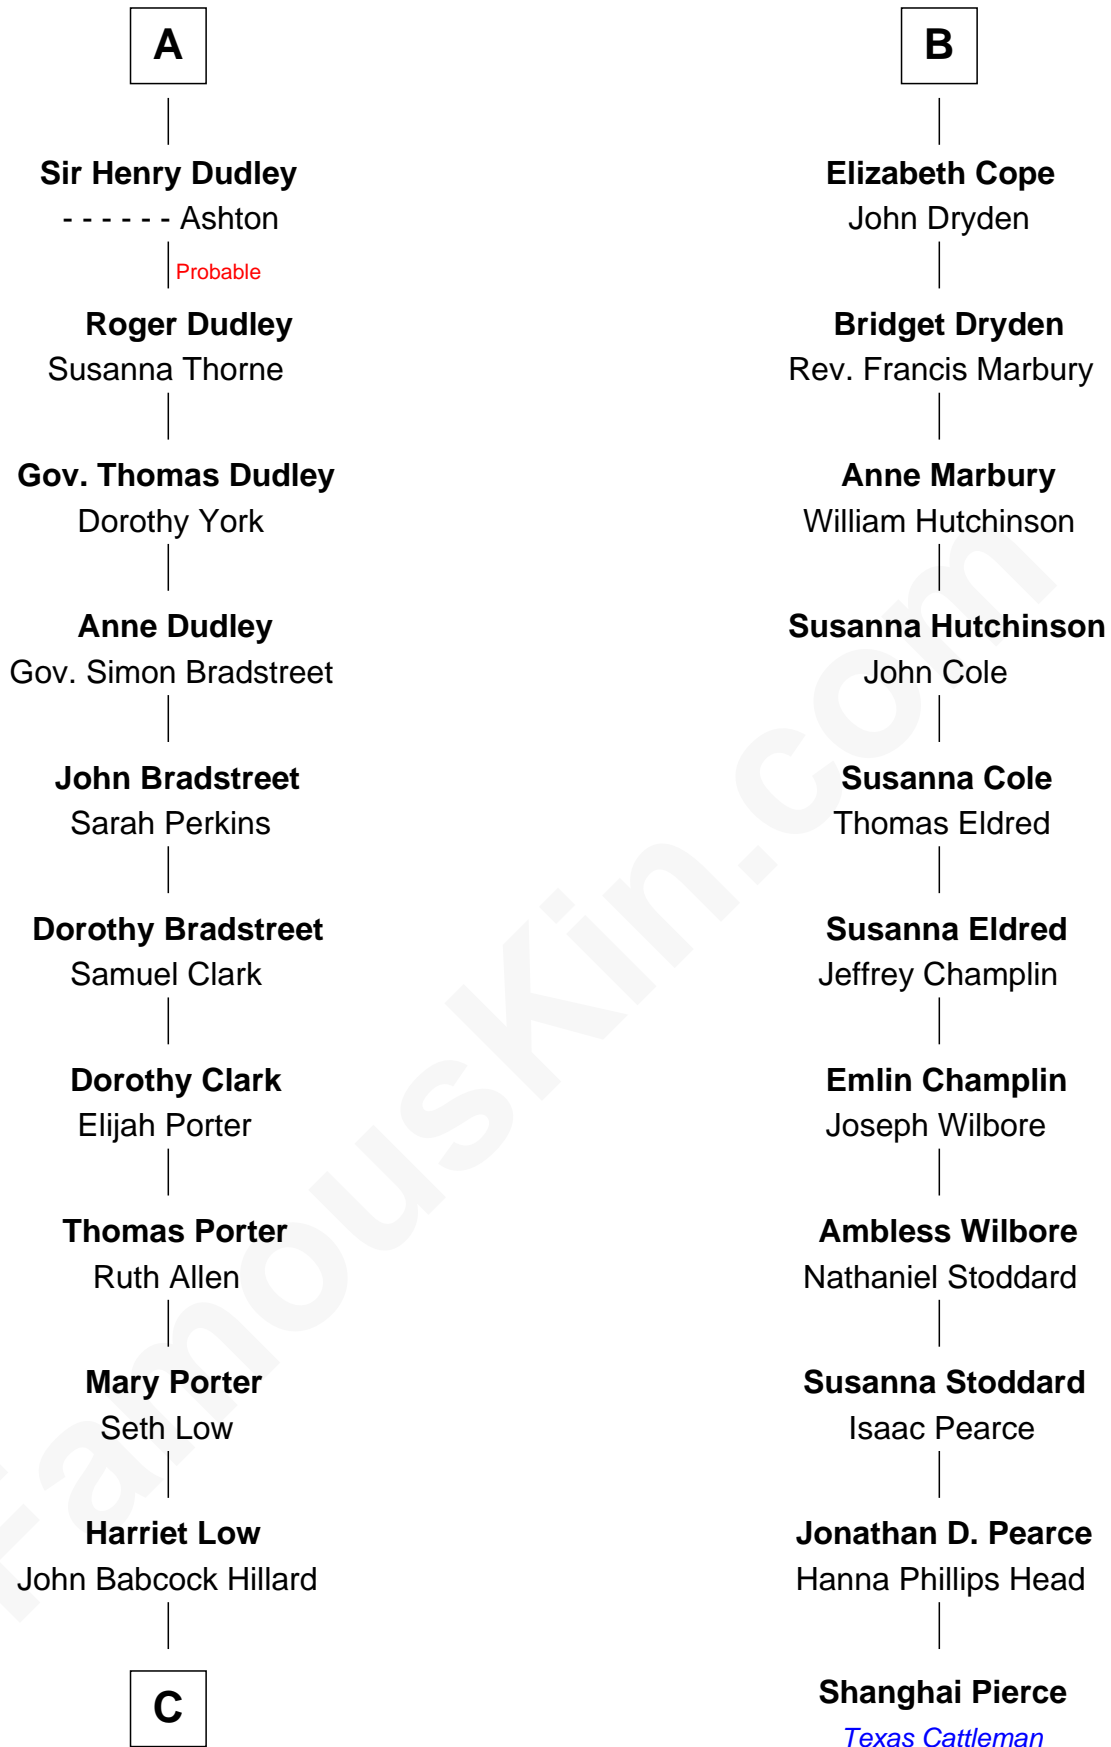 A
Sir Henry Dudley
- - - - - - Ashton
Probable
Roger Dudley
Susanna Thorne
Gov. Thomas Dudley
Dorothy York
Anne Dudley
Gov. Simon Bradstreet
John Bradstreet
Sarah Perkins
Dorothy Bradstreet
Samuel Clark
Dorothy Clark
Elijah Porter
Thomas Porter
Ruth Allen
Mary Porter
Seth Low
Harriet Low
John Babcock Hillard
C
B
Elizabeth Cope
John Dryden
Bridget Dryden
Rev. Francis Marbury
Anne Marbury
William Hutchinson
Susanna Hutchinson
John Cole
Susanna Cole
Thomas Eldred
Susanna Eldred
Jeffrey Champlin
Emlin Champlin
Joseph Wilbore
Ambless Wilbore
Nathaniel Stoddard
Susanna Stoddard
Isaac Pearce
Jonathan D. Pearce
Hanna Phillips Head
Shanghai Pierce
Texas Cattleman
FamousKin.com